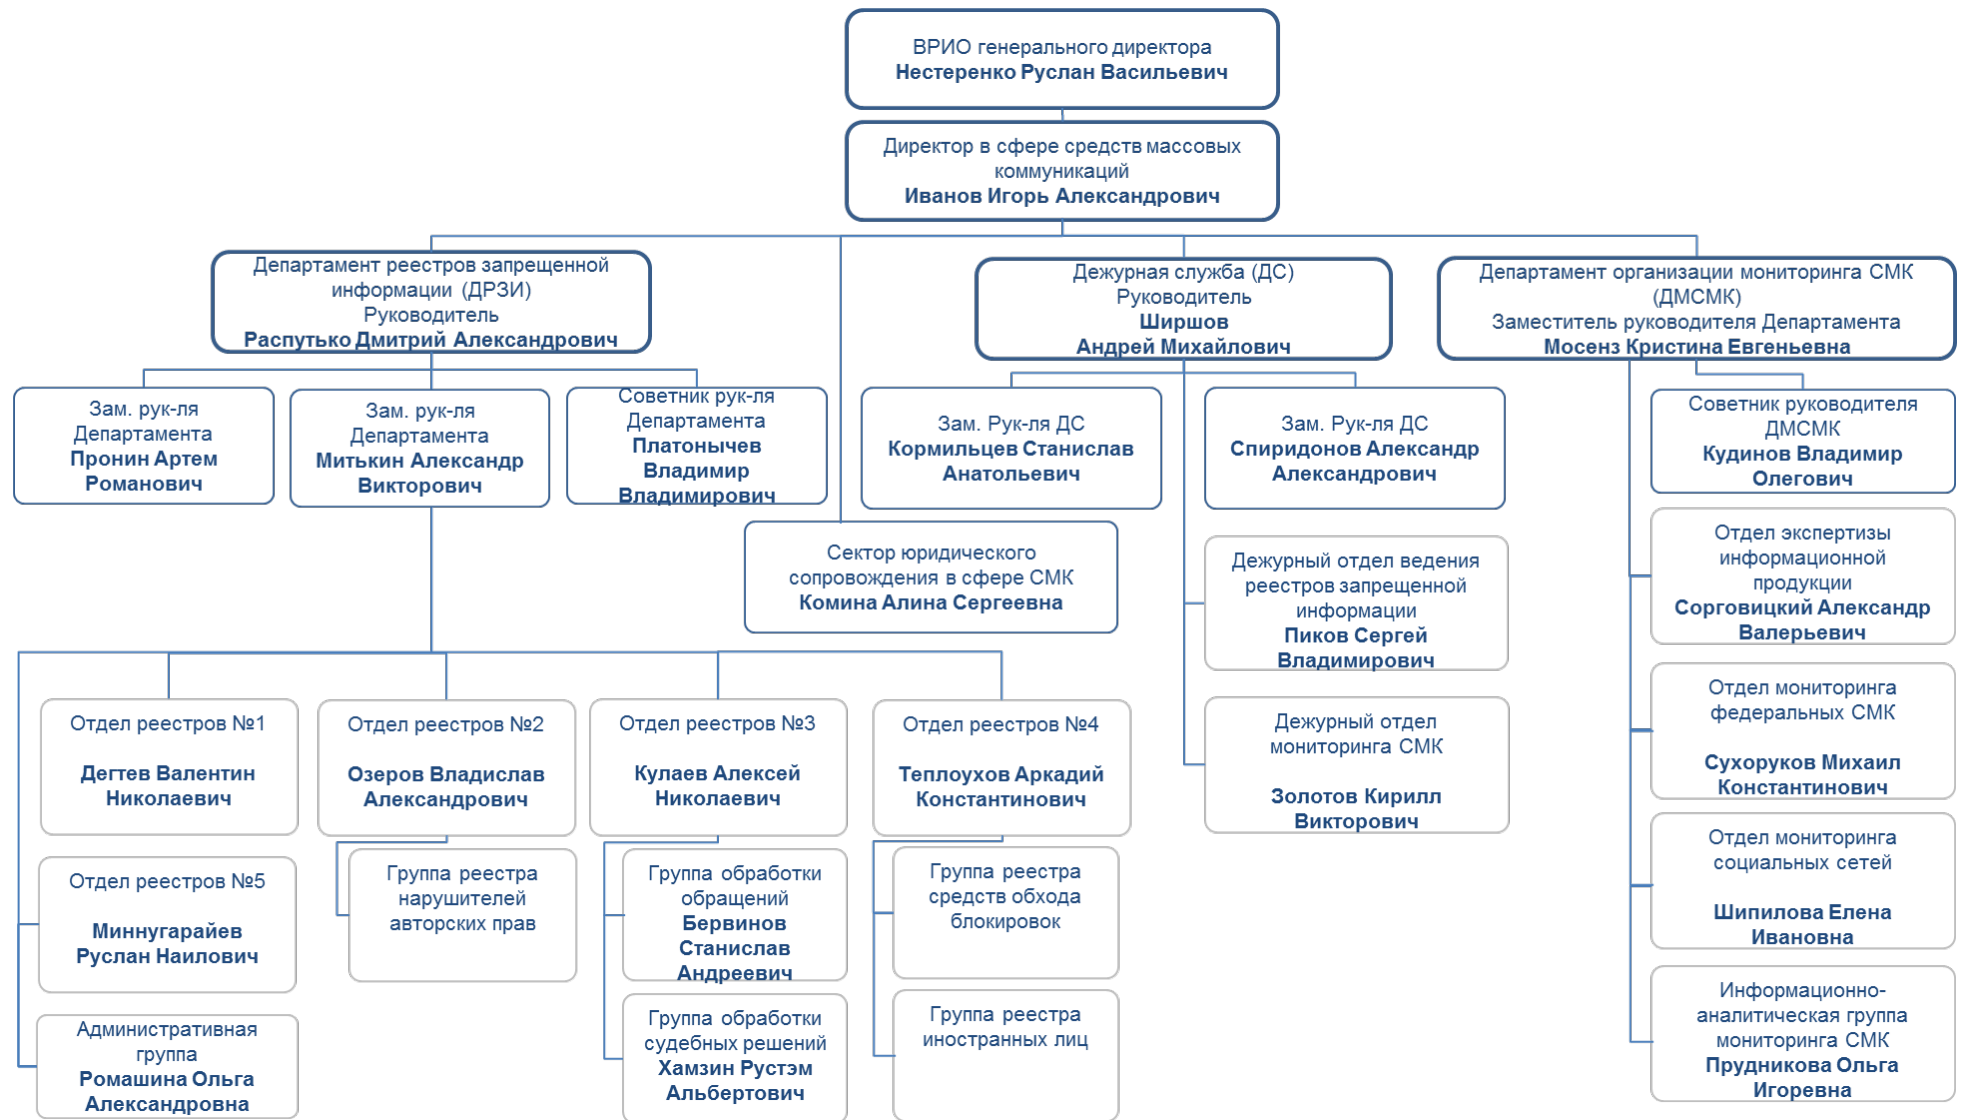 ВРИО генерального директора
Нестеренко Руслан Васильевич
Директор в сфере средств массовых
коммуникаций
Иванов Игорь Александрович
Департамент реестров запрещенной
информации (ДРЗИ)
Руководитель
Распутько Дмитрий Александрович
Дежурная служба (ДС)
Руководитель
Ширшов
Андрей Михайлович
Департамент организации мониторинга СМК
(ДМСМК)
Заместитель руководителя Департамента
Мосенз Кристина Евгеньевна
Зам. рук-ля
Департамента
Пронин Артем
Романович
Зам. рук-ля
Департамента
Митькин Александр
Викторович
Советник рук-ля
Департамента
Платонычев
Владимир
Владимирович
Зам. Рук-ля ДС
Кормильцев Станислав
Анатольевич
Зам. Рук-ля ДС
Спиридонов Александр
Александрович
Советник руководителя
ДМСМК
Кудинов Владимир
Олегович
Сектор юридического
сопровождения в сфере СМК
Комина Алина Сергеевна
Дежурный отдел ведения
реестров запрещенной
информации
Пиков Сергей
Владимирович
Отдел экспертизы
информационной
продукции
Сорговицкий Александр
Валерьевич
Отдел реестров №1
Дегтев Валентин
Николаевич
Отдел реестров №2
Озеров Владислав
Александрович
Отдел реестров №3
Кулаев Алексей
Николаевич
Отдел реестров №4
Теплоухов Аркадий
Константинович
Дежурный отдел
мониторинга СМК
Золотов Кирилл
Викторович
Отдел мониторинга
федеральных СМК
Сухоруков Михаил
Константинович
Отдел реестров №5
Миннугарайев
Руслан Наилович
Группа реестра
нарушителей
авторских прав
Группа обработки
обращений
Бервинов
Станислав
Андреевич
Группа реестра
средств обхода
блокировок
Отдел мониторинга
социальных сетей
Шипилова Елена
Ивановна
Административная
группа
Ромашина Ольга
Александровна
Группа обработки
судебных решений
Хамзин Рустэм
Альбертович
Группа реестра
иностранных лиц
Информационно-
аналитическая группа
мониторинга СМК
Прудникова Ольга
Игоревна